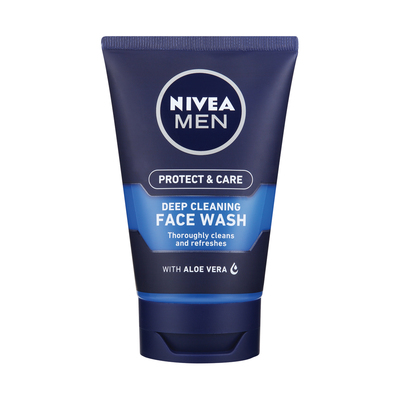 NIVEA
MEN
PROTECT & CARE
DEEP CLEANING
FACE WASH
Thoroughly cleans
and refreshes
WITH ALOE VERA